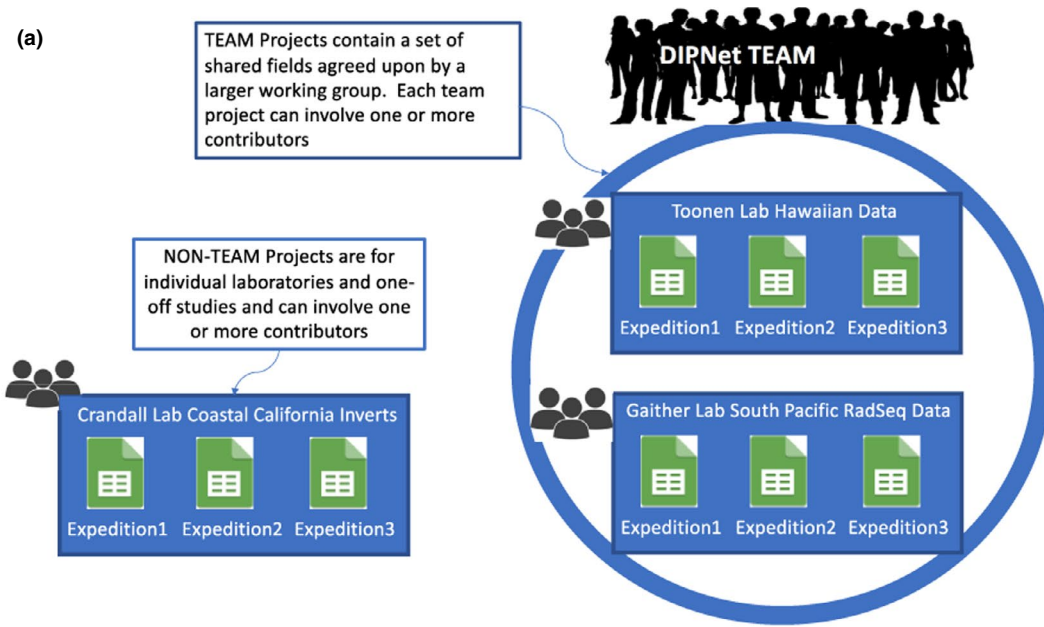 (a)
TEAM Projects contain a set of
shared fields agreed upon by a
larger working group.  Each team
project can involve one or more
contributors
DIPNet TEAM
Toonen Lab Hawaiian Data
Expedition1 Expedition2 Expedition3
NON-TEAM Projects are for
individual laboratories and one-
off studies and can involve one
or more contributors
Crandall Lab Coastal California Inverts
Expedition1 Expedition2 Expedition3
Gaither Lab South Pacific RadSeq Data
Expedition1 Expedition2 Expedition3